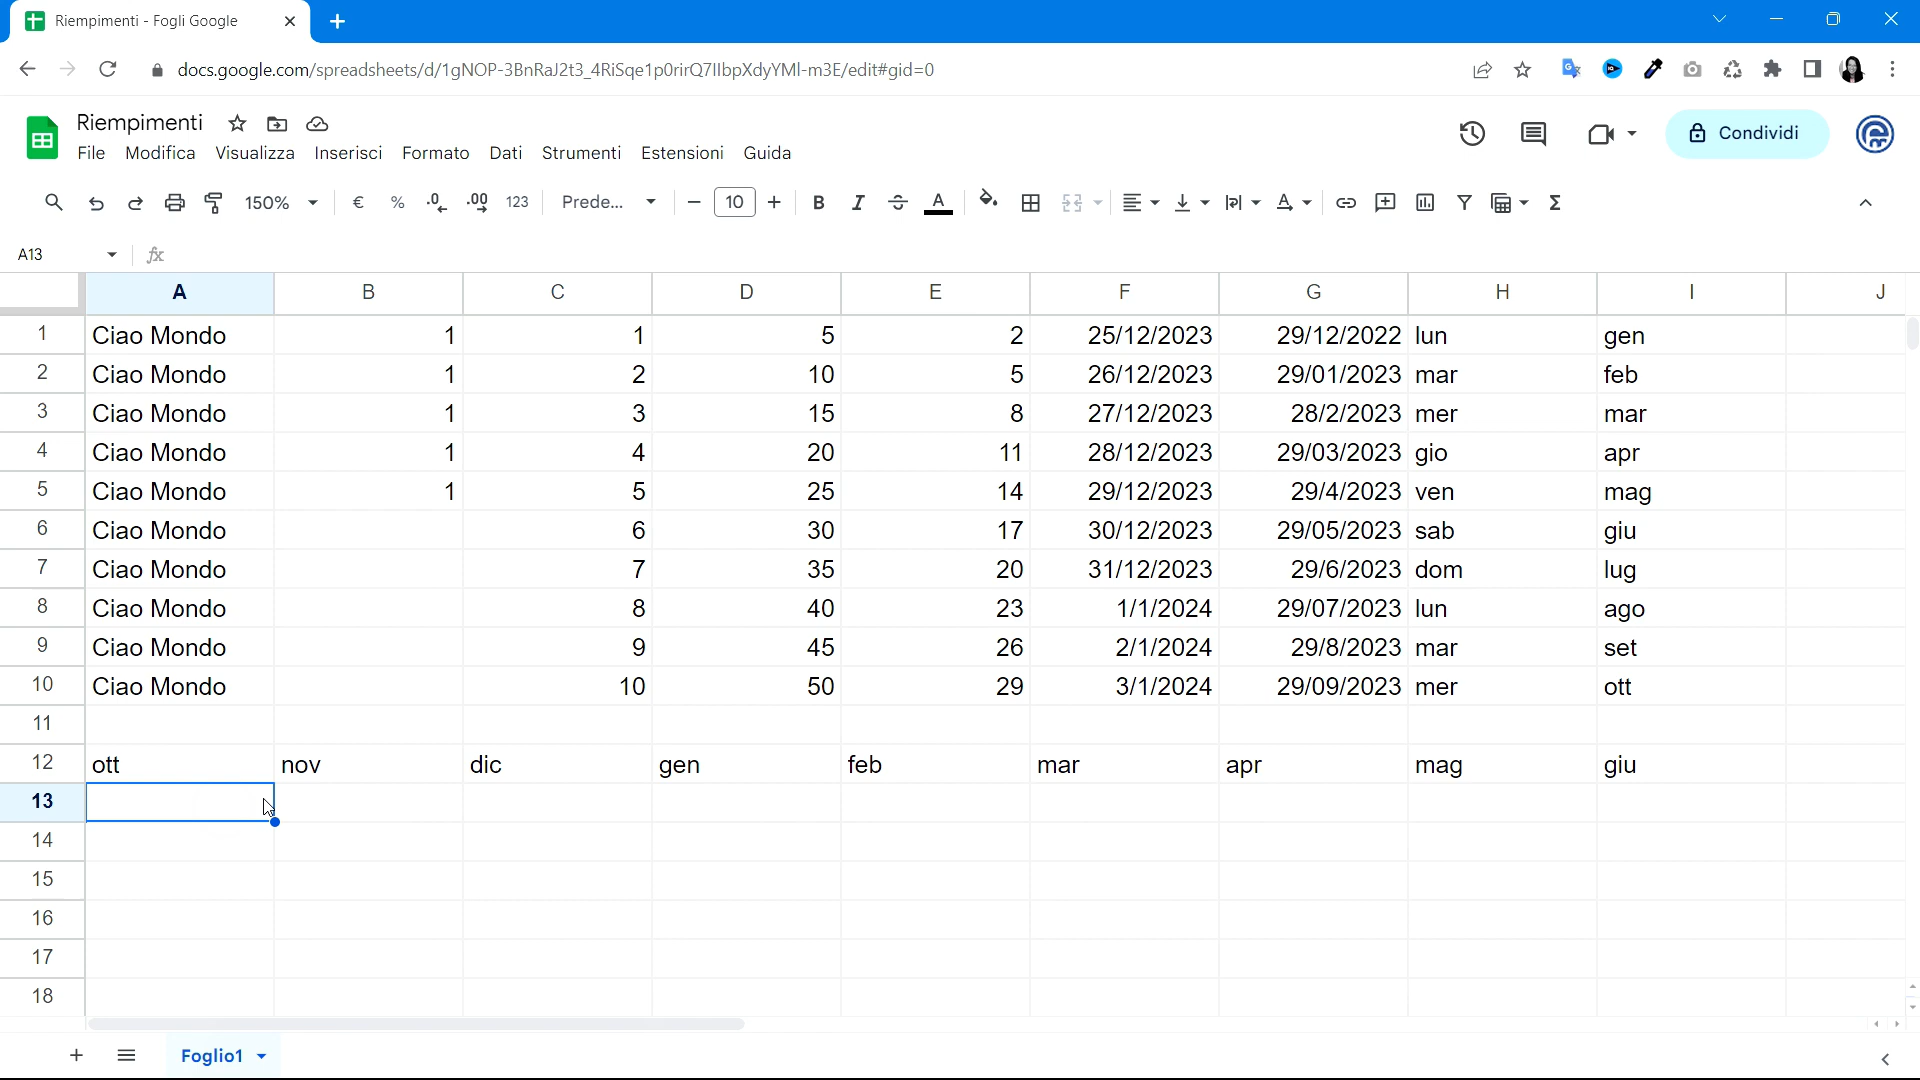 Riempimenti - Fogli Google
docs.google.com/spreadsheets/d/1gNOP-3BnRaJ2t3_4RiSqe1p0rirQ7IIbpXdyYMI-m3E/edit#gid=0
Riempimenti
File Modifica Visualizza Inserisci Formato Dati Strumenti Estensioni Guida
Condividi
150% € % .0 .00 123 Prede... 10 B I A
A13 fx
A B C D E F G H I J
1 Ciao Mondo 1 1 5 2 25/12/2023 29/12/2022 lun gen
2 Ciao Mondo 1 2 10 5 26/12/2023 29/01/2023 mar feb
3 Ciao Mondo 1 3 15 8 27/12/2023 28/2/2023 mer mar
4 Ciao Mondo 1 4 20 11 28/12/2023 29/03/2023 gio apr
5 Ciao Mondo 1 5 25 14 29/12/2023 29/4/2023 ven mag
6 Ciao Mondo 6 30 17 30/12/2023 29/05/2023 sab giu
7 Ciao Mondo 7 35 20 31/12/2023 29/6/2023 dom lug
8 Ciao Mondo 8 40 23 1/1/2024 29/07/2023 lun ago
9 Ciao Mondo 9 45 26 2/1/2024 29/8/2023 mar set
10 Ciao Mondo 10 50 29 3/1/2024 29/09/2023 mer ott
11
12 ott nov dic gen feb mar apr mag giu
13
14
15
16
17
18
Foglio1